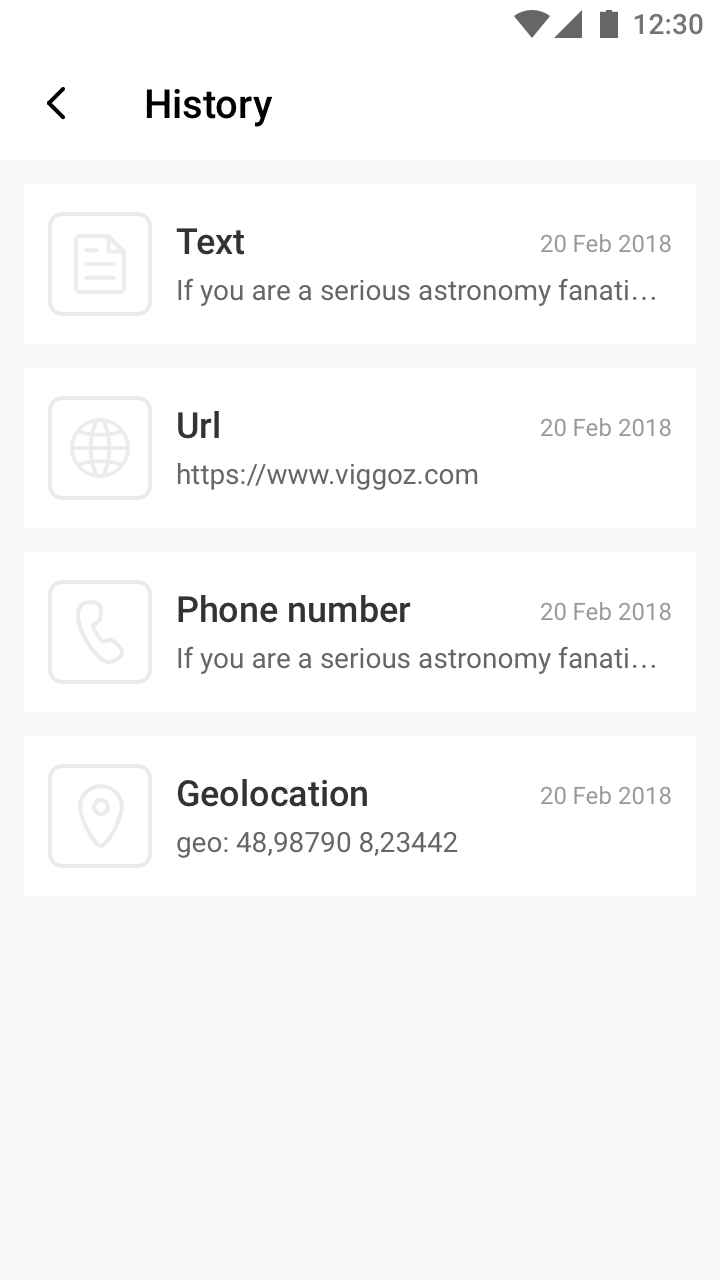 12:30
History
Text
20 Feb 2018
If you are a serious astronomy fanati...
Url
20 Feb 2018
https://www.viggoz.com
Phone number
20 Feb 2018
If you are a serious astronomy fanati...
Geolocation
20 Feb 2018
geo: 48,98790 8,23442